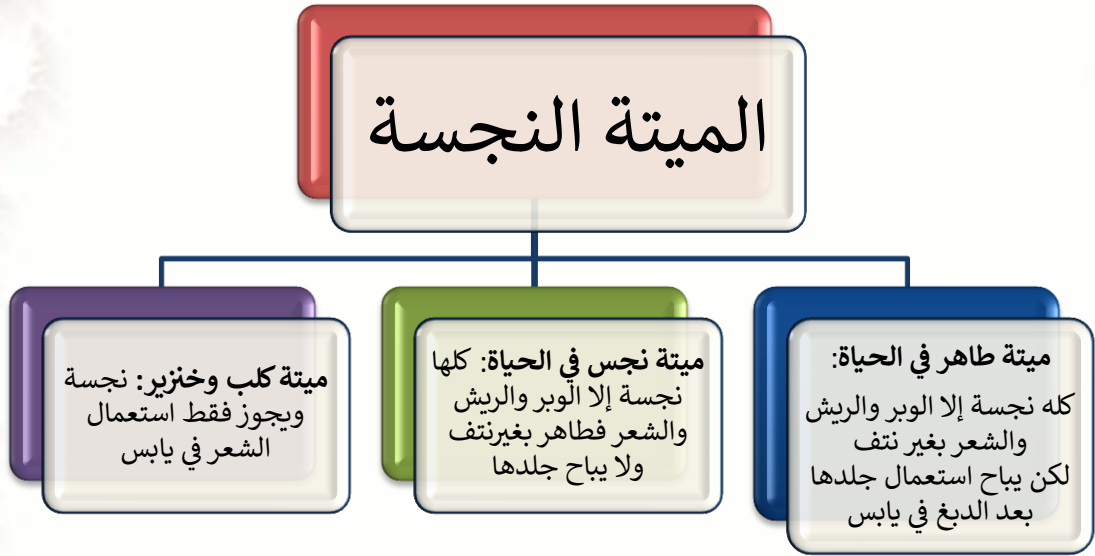 الميتة النجسة
ميتة طاهر في الحياة:
كله نجسة إلا الوبر والريش
والشعر بغير نتف
لكن يباح استعمال جلدها
بعد الدبغ في يابس
ميتة نجس في الحياة: كلها
نجسة إلا الوبر والريش
والشعر فطاهر بغيرنتف
ولا يباح جلدها
ميتة كلب وخنزير: نجسة
ويجوز فقط استعمال
الشعر في يابس